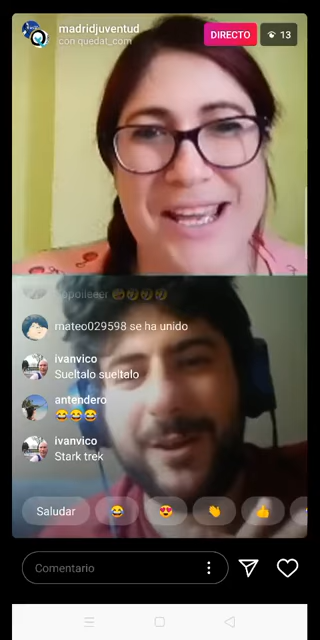 madridjuventud
con quedat_com
DIRECTO
13
mateo029598 se ha unido
ivanvico
Sueltalo sueltalo
antendero
😂😂😂
ivanvico
Stark trek
Saludar
Comentario